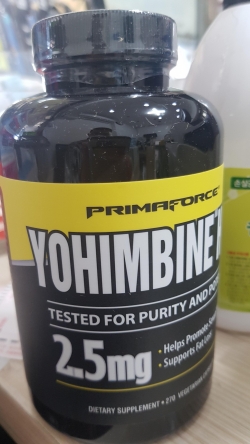 PRIMAFORCE
YOHIMBINE
TESTED FOR PURITY AND
2.5mg
• Helps Promote
• Supports Fat
DIETARY SUPPLEMENT • 270